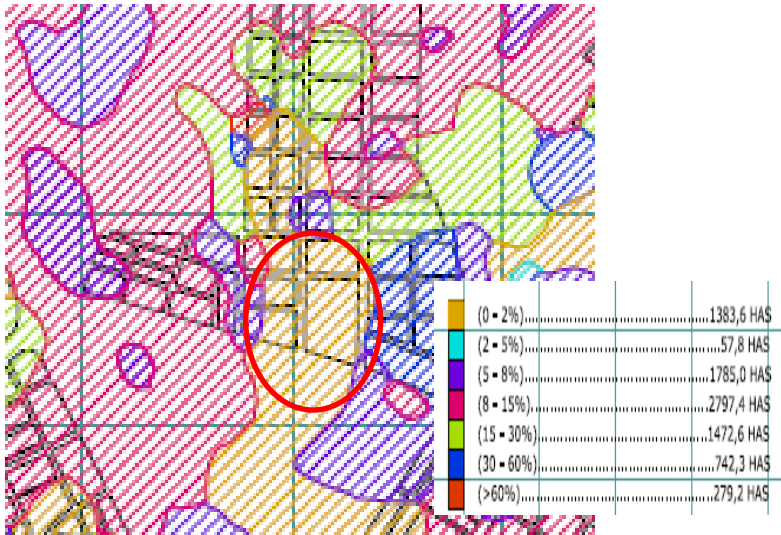 (0 - 2%)..............................................1383,6 HAS
(2 - 5%)..................................................57,8 HAS
(5 - 8%)..............................................1785,0 HAS
(8 - 15%)............................................2797,4 HAS
(15 - 30%)..........................................1472,6 HAS
(30 - 60%)............................................742,3 HAS
(>60%).................................................279,2 HAS